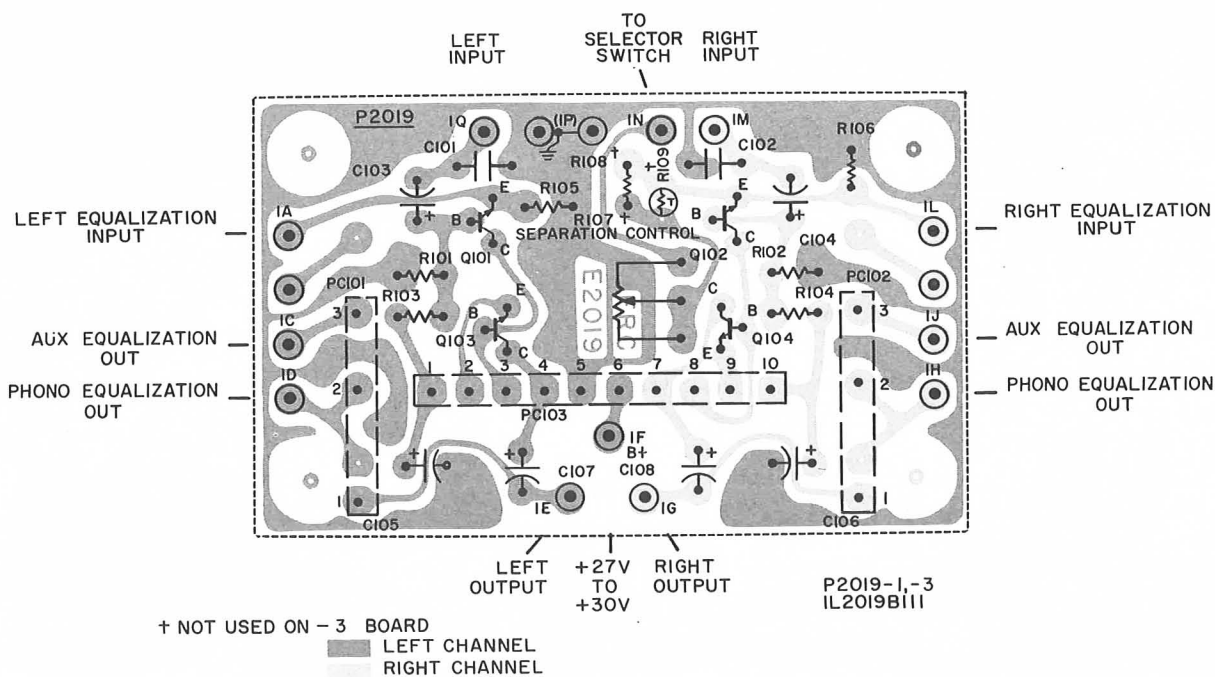 LEFT
INPUT
TO
SELECTOR
SWITCH
RIGHT
INPUT
P2019
IQ
(IP)
IN
IM
R106
C101
R108
†
†
R109
C102
C103
+
E
R105
T
E
+
B
R107 †
B
IA
IL
LEFT EQUALIZATION
INPUT
RIGHT EQUALIZATION
INPUT
SEPARATION CONTROL
C
C
R101
Q101
Q102
R102
C104
PC101
PC102
E
C
R103
R104
E2019
RC
3
B
B
3
IC
IJ
AUX EQUALIZATION
OUT
AUX EQUALIZATION
OUT
Q103
C
E
Q104
ID
IH
1 2 3 4 5 6 7 8 9 10
PHONO EQUALIZATION
OUT
2
2
PHONO EQUALIZATION
OUT
PC103
IF
B+
+
+
C107
C108
+
+
1
IE
IG
1
C105
C106
LEFT
OUTPUT
+27V
TO
+30V
RIGHT
OUTPUT
P2019-1,-3
IL2019B111
† NOT USED ON -3 BOARD
LEFT CHANNEL
RIGHT CHANNEL